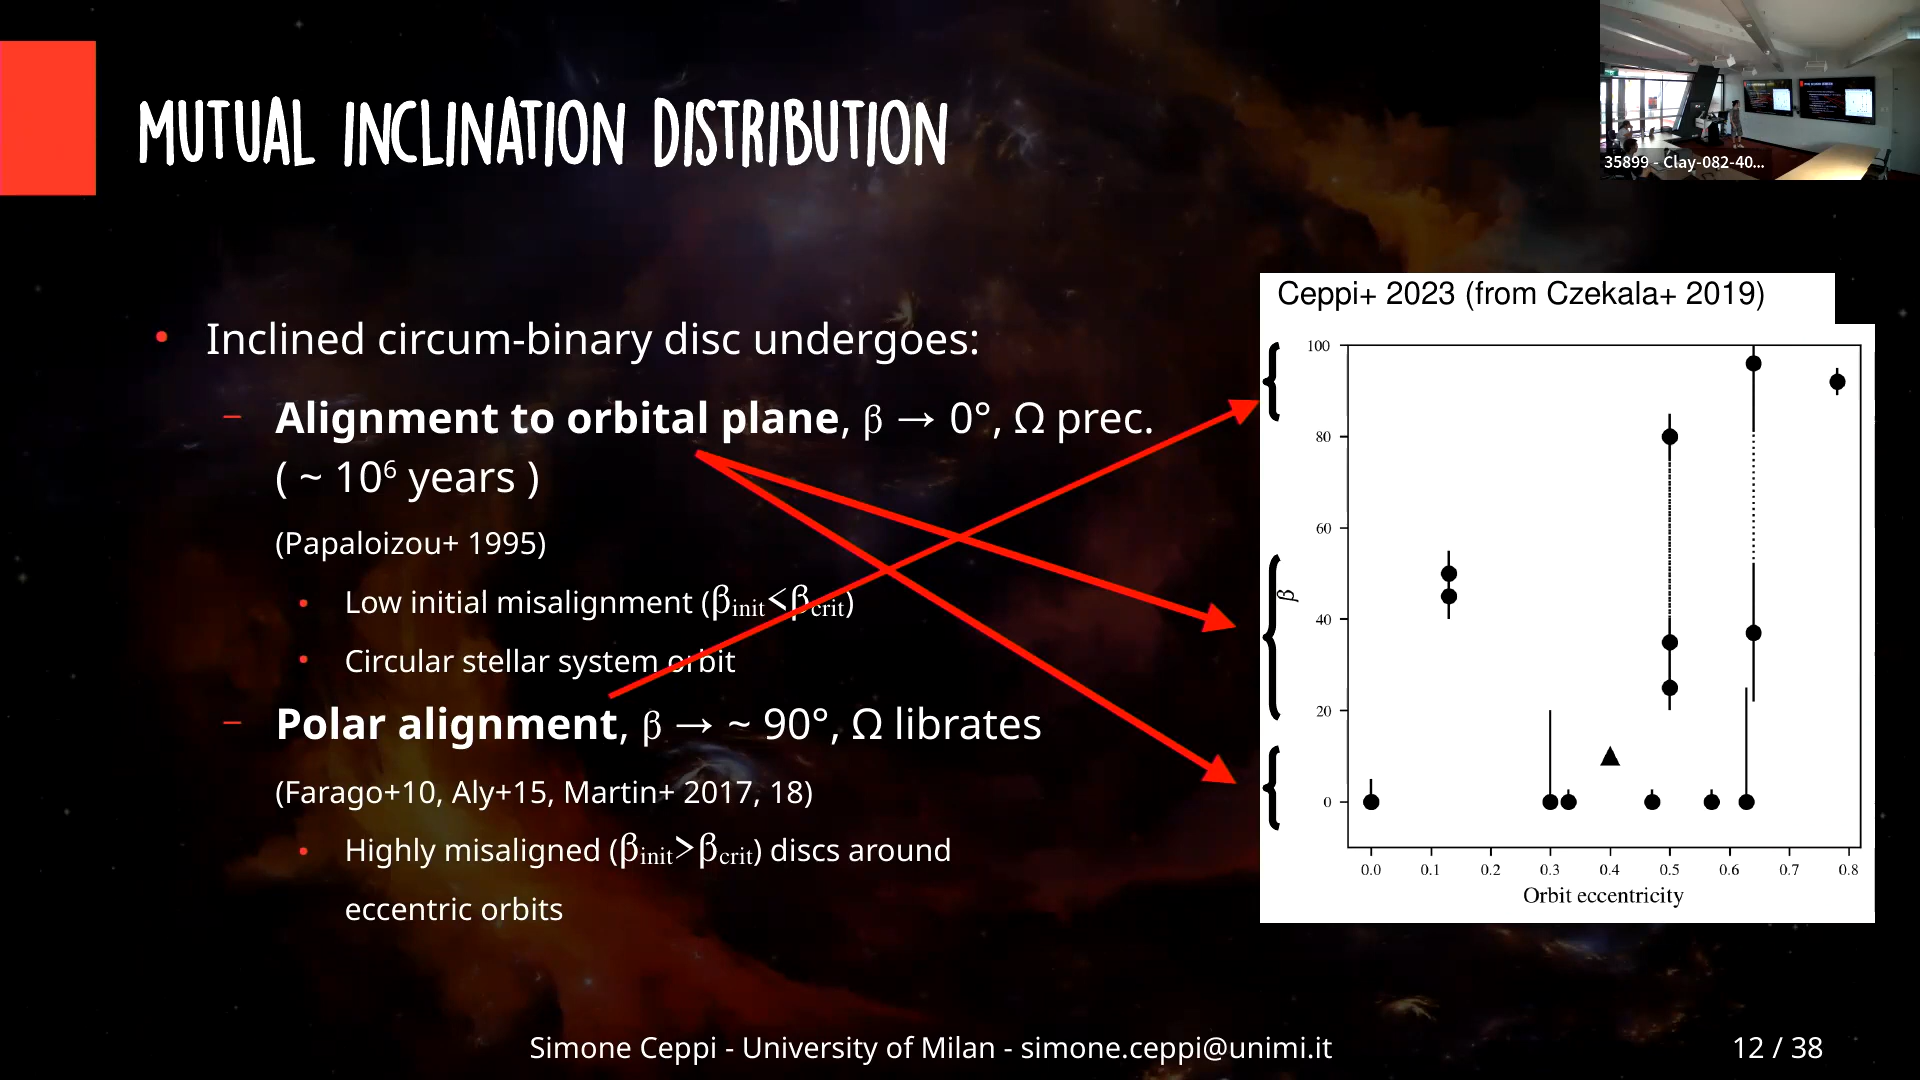 MUTUAL INCLINATION DISTRIBUTION
35899 - Clay-082-40...
Ceppi+ 2023 (from Czekala+ 2019)
• Inclined circum-binary disc undergoes:
– Alignment to orbital plane, β → 0°, Ω prec.
( ~ 10⁶ years )
(Papaloizou+ 1995)
• Low initial misalignment (βinit<βcrit)
• Circular stellar system orbit
– Polar alignment, β → ~ 90°, Ω librates
(Farago+10, Aly+15, Martin+ 2017, 18)
• Highly misaligned (βinit>βcrit) discs around
eccentric orbits
100
80
60
40
20
0
β
0.0 0.1 0.2 0.3 0.4 0.5 0.6 0.7 0.8
Orbit eccentricity
Simone Ceppi - University of Milan - simone.ceppi@unimi.it
12 / 38